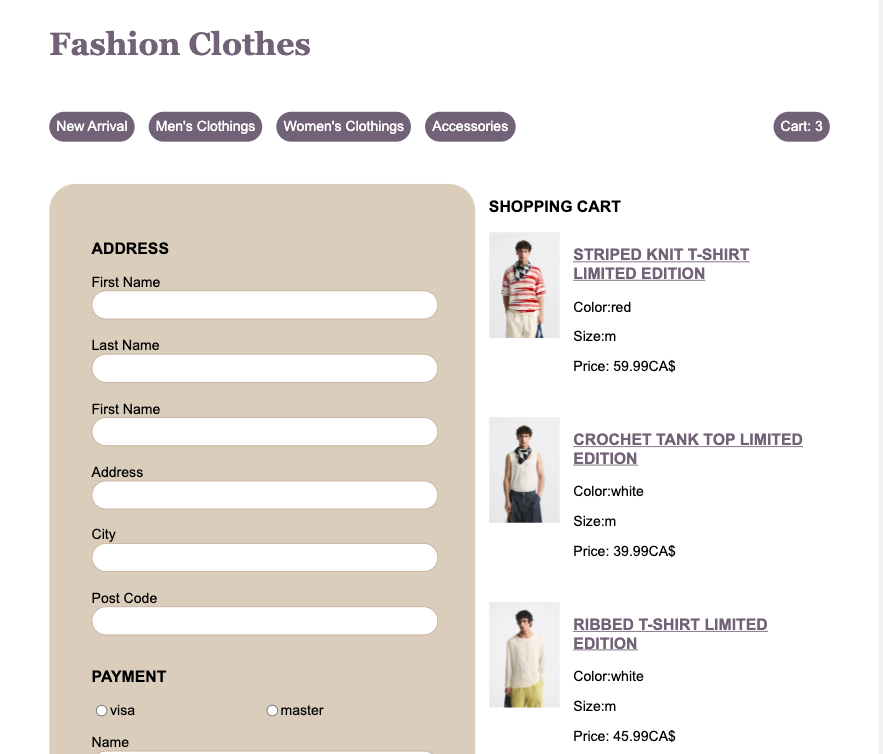 Fashion Clothes
New Arrival
Men's Clothings
Women's Clothings
Accessories
Cart: 3
ADDRESS
First Name
Last Name
First Name
Address
City
Post Code
PAYMENT
visa
master
Name
SHOPPING CART
STRIPED KNIT T-SHIRT
LIMITED EDITION
Color:red
Size:m
Price: 59.99CA$
CROCHET TANK TOP LIMITED
EDITION
Color:white
Size:m
Price: 39.99CA$
RIBBED T-SHIRT LIMITED
EDITION
Color:white
Size:m
Price: 45.99CA$